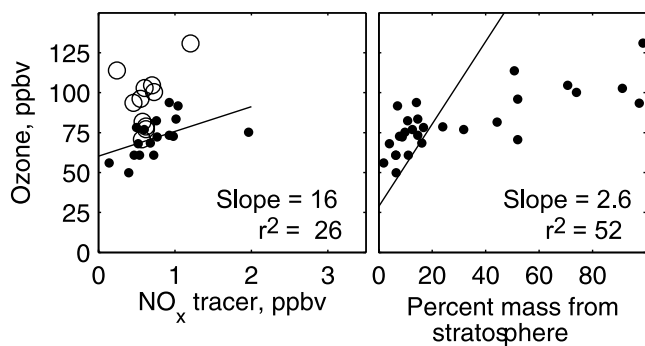 Ozone, ppbv
125
100
75
50
25
0
Slope = 16
r2 = 26
0 1 2 3
NOx tracer, ppbv
Slope = 2.6
r2 = 52
0 20 40 60 80
Percent mass from
stratosphere